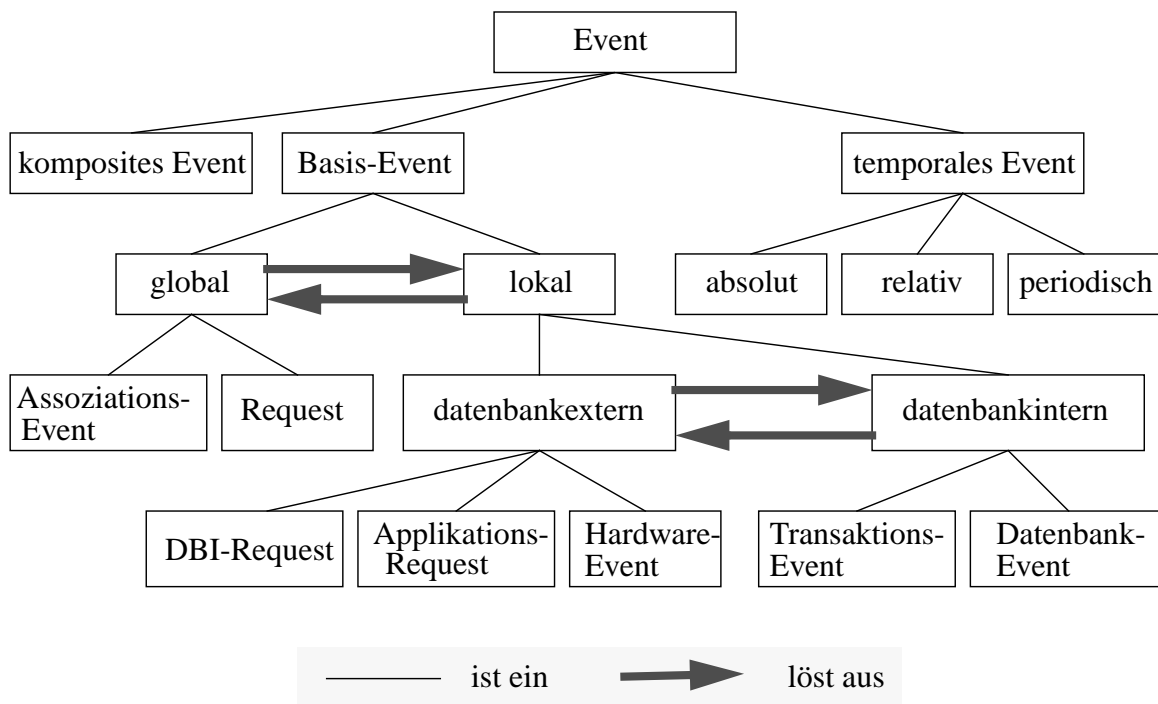 Event
komposites Event
Basis-Event
temporales Event
global
lokal
absolut
relativ
periodisch
Assoziations-
Event
Request
datenbankextern
datenbankintern
DBI-Request
Applikations-
Request
Hardware-
Event
Transaktions-
Event
Datenbank-
Event
ist ein
löst aus